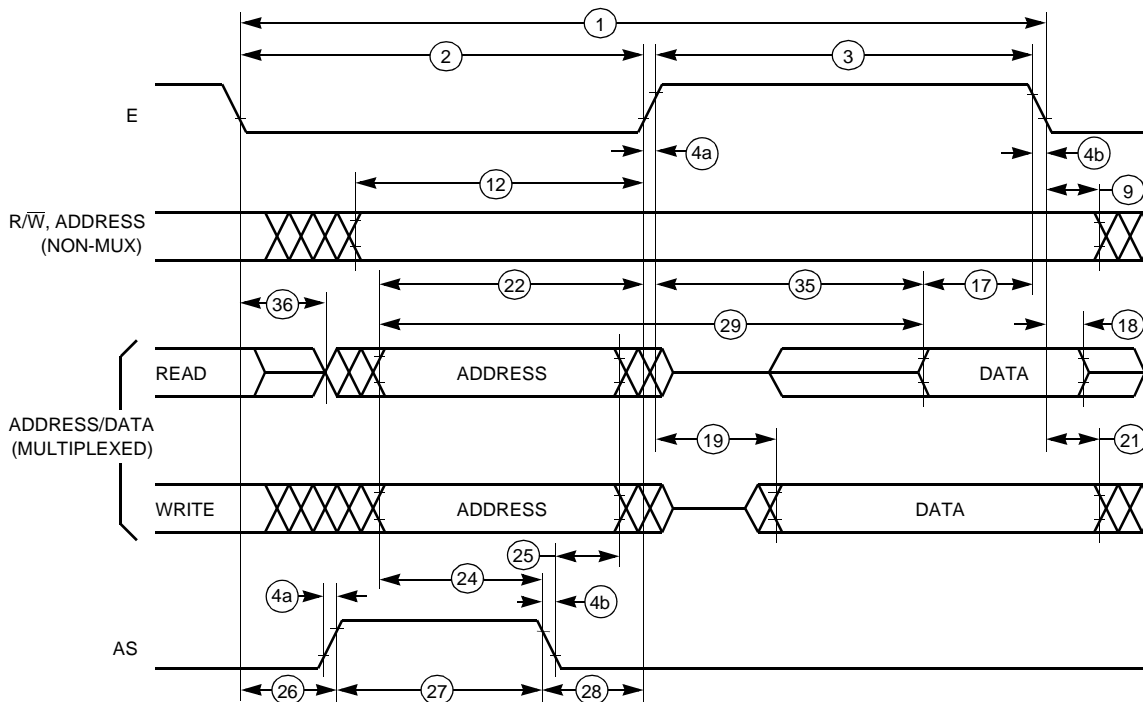 1
2
3
E
4a
4b
12
9
R/W̅, ADDRESS
(NON-MUX)
22
35
17
36
29
18
READ
ADDRESS
DATA
ADDRESS/DATA
(MULTIPLEXED)
19
21
WRITE
ADDRESS
DATA
25
24
4a
4b
AS
26
27
28